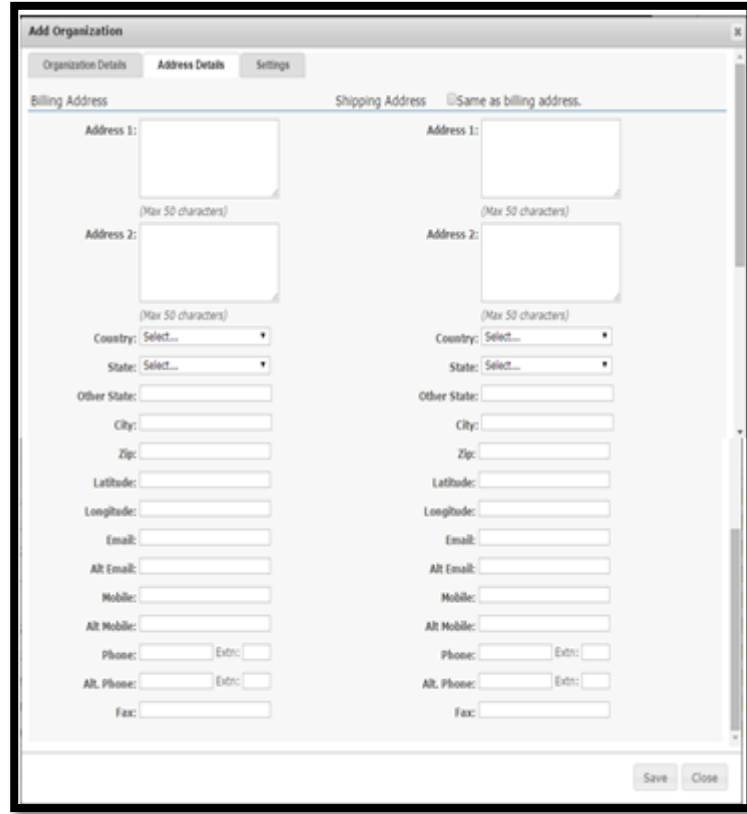 Add Organization x
Organization Details Address Details Settings
Billing Address Shipping Address Same as billing address.
Address 1: Address 1:
(Max 50 characters) (Max 50 characters)
Address 2: Address 2:
(Max 50 characters) (Max 50 characters)
Country: Select... Country: Select...
State: Select... State: Select...
Other State: Other State:
City: City:
Zip: Zip:
Latitude: Latitude:
Longitude: Longitude:
Email: Email:
Alt Email: Alt Email:
Mobile: Mobile:
Alt Mobile: Alt Mobile:
Phone: Extn: Phone: Extn:
Alt. Phone: Extn: Alt. Phone: Extn:
Fax: Fax:
Save Close